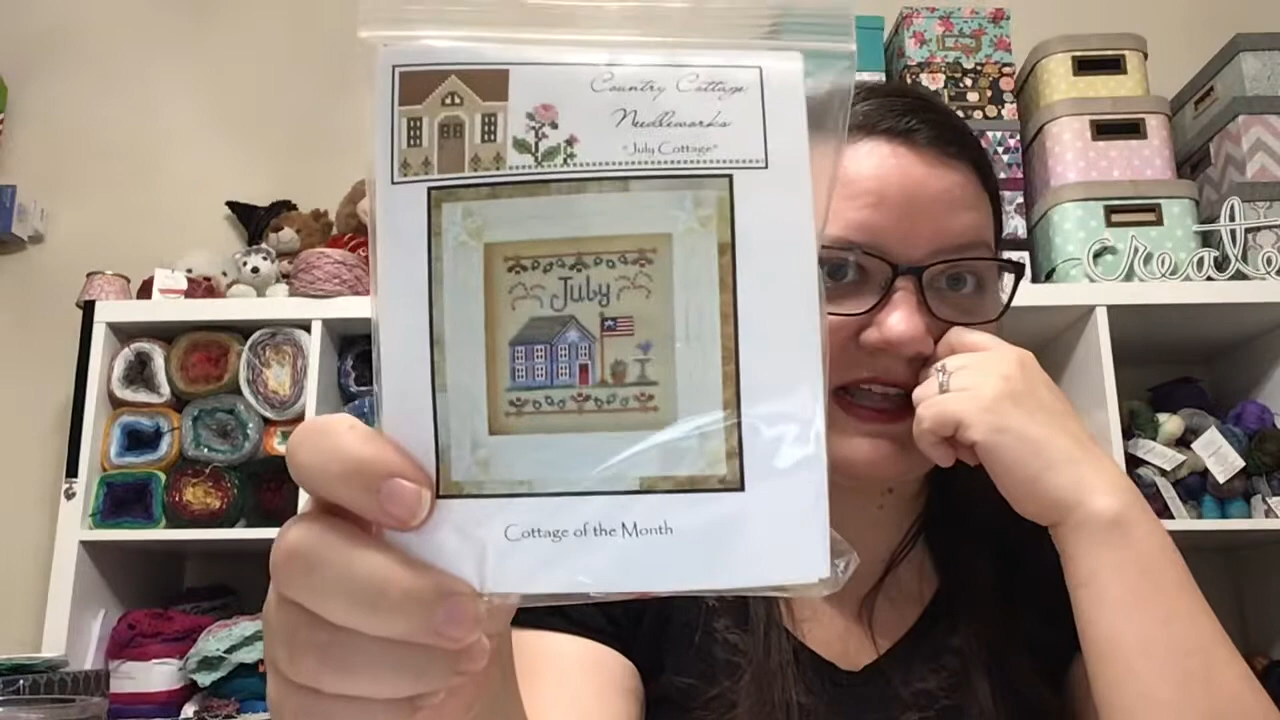 Country Cottage
Needleworks
"July Cottage"
July
Cottage of the Month
create